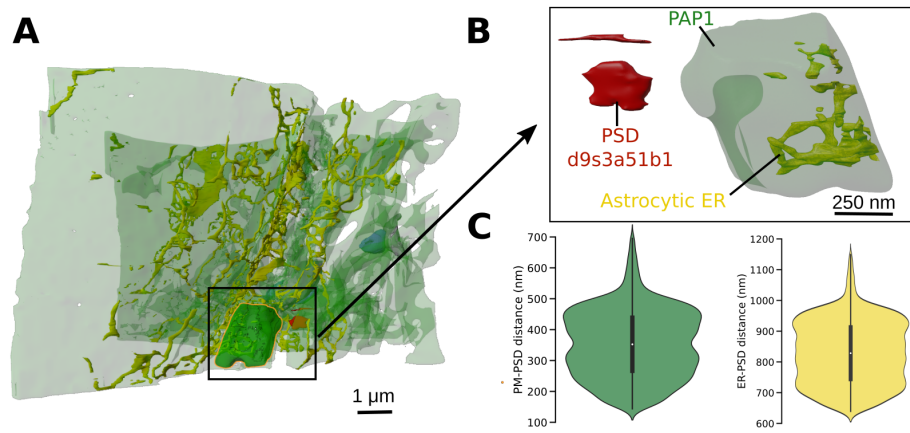 A
1 µm
B
PAP1
PSD
d9s3a51b1
Astrocytic ER
250 nm
C
PM-PSD distance (nm)
700
600
500
400
300
200
100
ER-PSD distance (nm)
1200
1100
1000
900
800
700
600